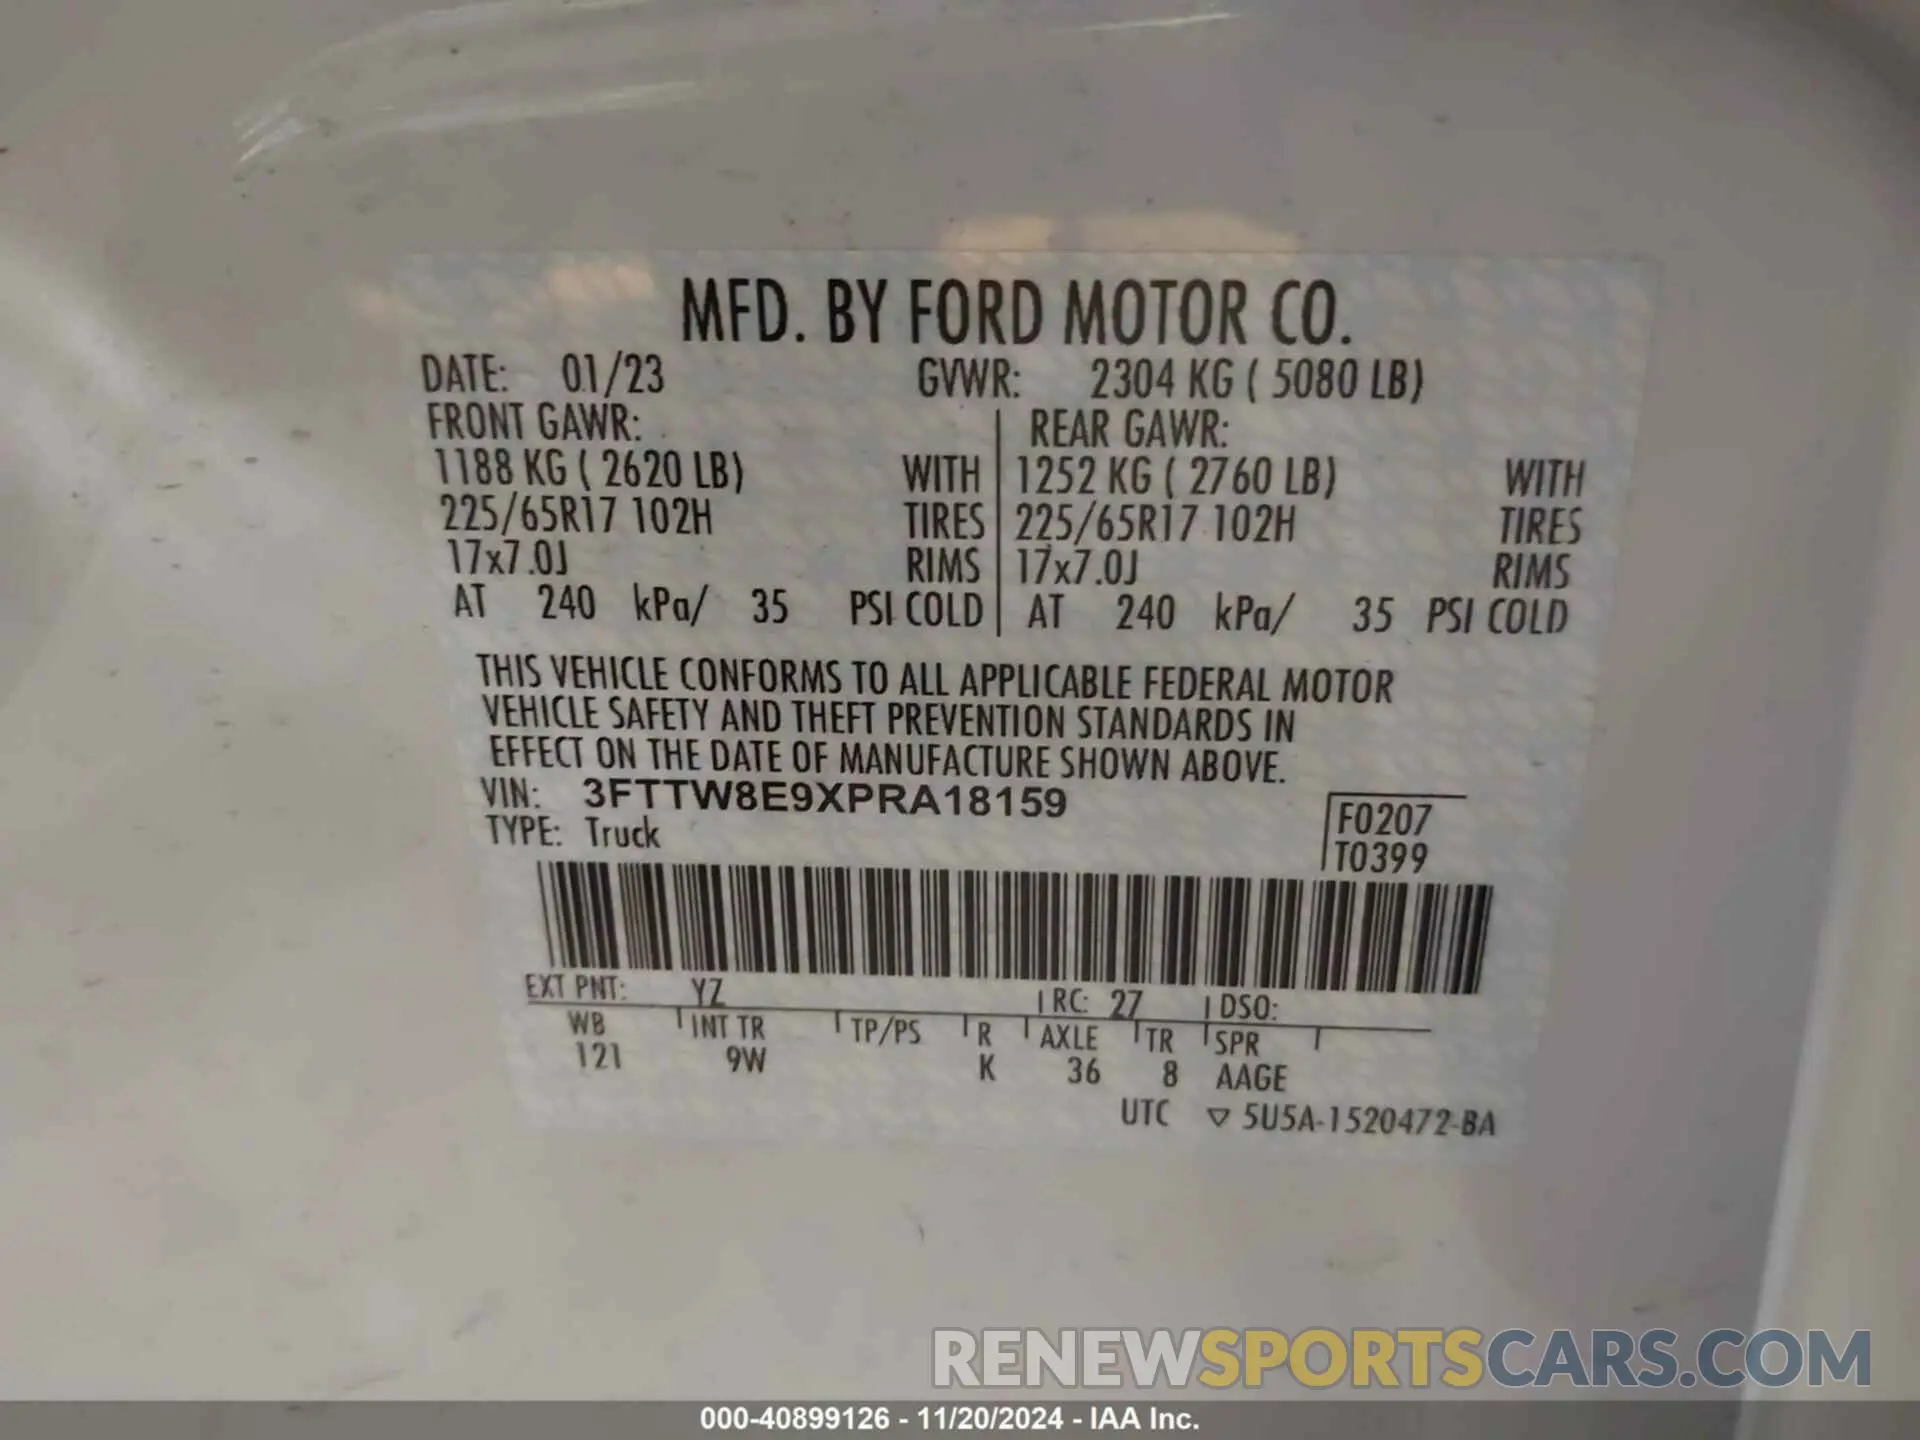 MFD. BY FORD MOTOR CO.
DATE: 01/23 GVWR: 2304 KG ( 5080 LB)
FRONT GAWR: REAR GAWR:
1188 KG ( 2620 LB) WITH 1252 KG ( 2760 LB) WITH
225/65R17 102H TIRES 225/65R17 102H TIRES
17x7.0J RIMS 17x7.0J RIMS
AT 240 kPa/ 35 PSI COLD AT 240 kPa/ 35 PSI COLD
THIS VEHICLE CONFORMS TO ALL APPLICABLE FEDERAL MOTOR
VEHICLE SAFETY AND THEFT PREVENTION STANDARDS IN
EFFECT ON THE DATE OF MANUFACTURE SHOWN ABOVE.
VIN: 3FTTW8E9XPRA18159
TYPE: Truck
F0207
T0399
EXT PNT: YZ RC: 27 DSO:
WB INT TR TP/PS R AXLE TR SPR
121 9W K 36 8 AAGE
UTC ▽ 5U5A-1520472-BA
RENEWSPORTSCARS.COM
000-40899126 - 11/20/2024 - IAA Inc.